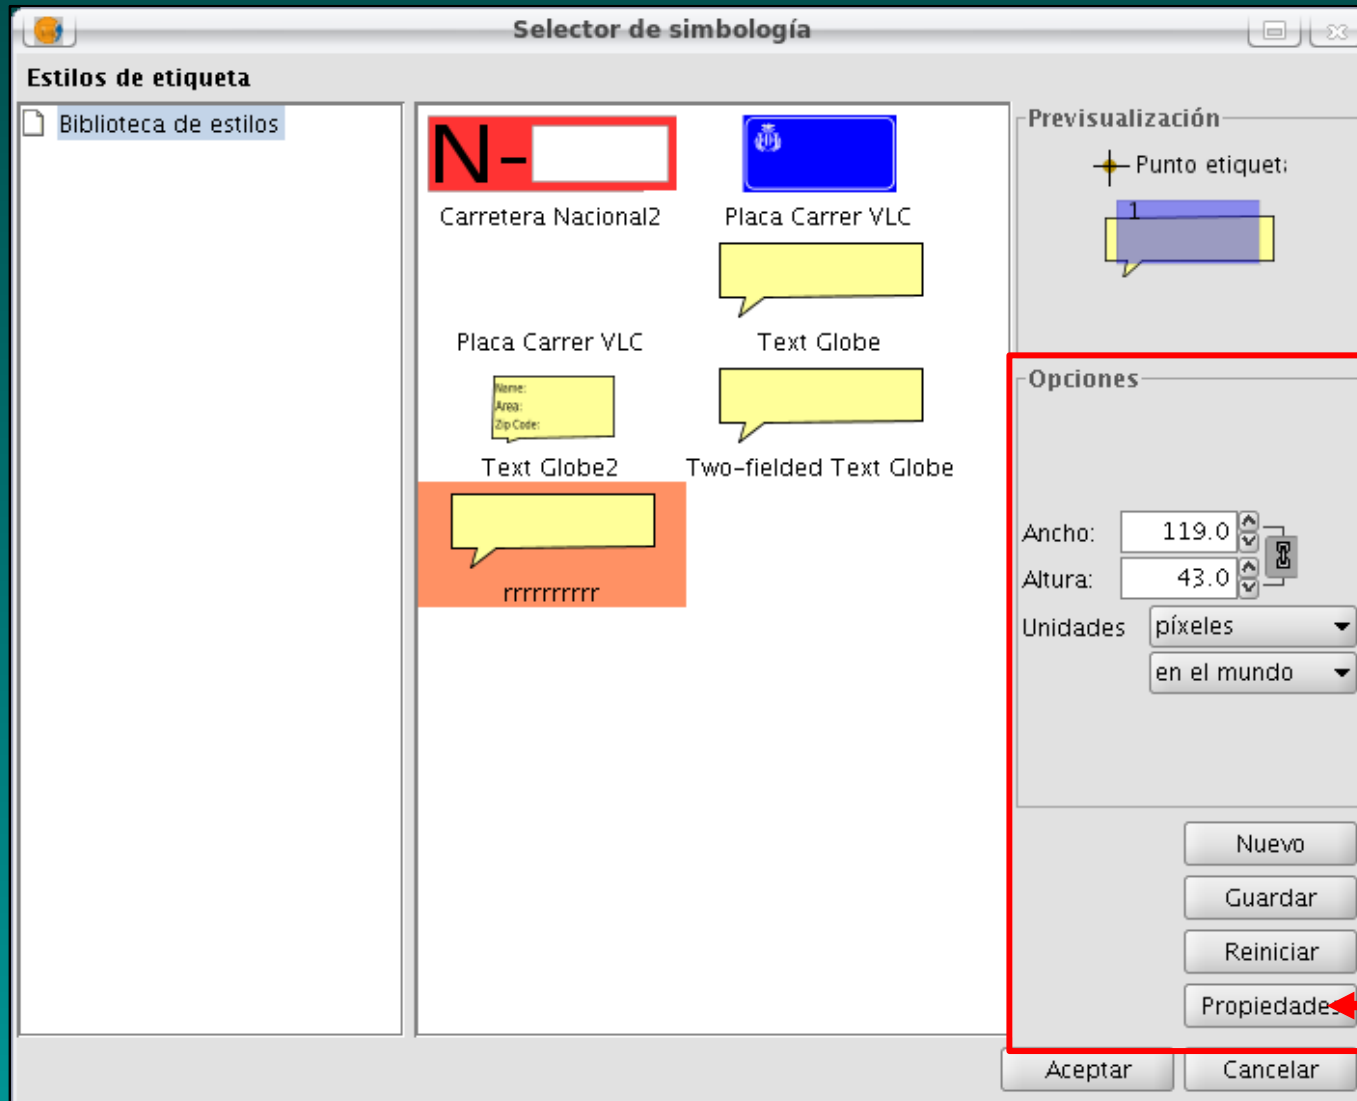 Selector de simbología
Estilos de etiqueta
Biblioteca de estilos
N-
Carretera Nacional2
Placa Carrer VLC
Placa Carrer VLC
Text Globe
Name:
Area:
Zip Code:
Text Globe2
Two-fielded Text Globe
rrrrrrrrrr
Previsualización
Punto etiquet
1
Opciones
Ancho: 119.0
Altura: 43.0
Unidades píxeles
en el mundo
Nuevo
Guardar
Reiniciar
Propiedades
Aceptar Cancelar